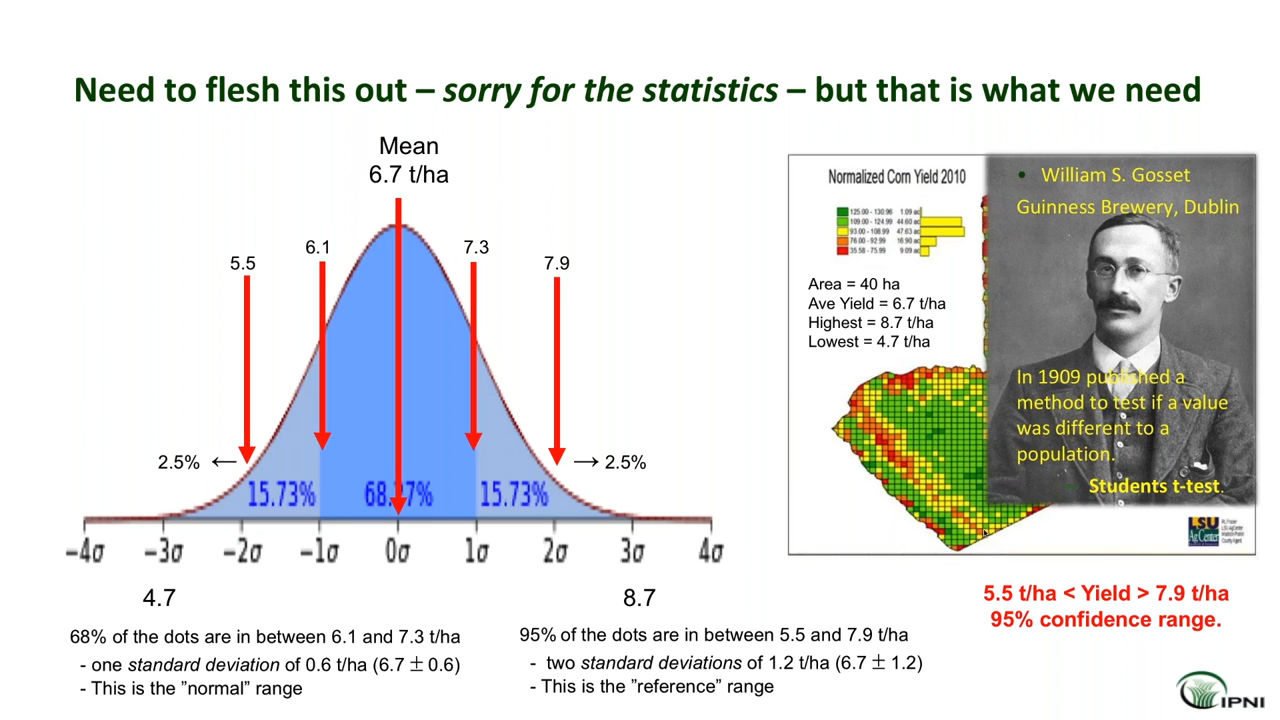 Need to flesh this out – sorry for the statistics – but that is what we need
Mean
6.7 t/ha
5.5
6.1
7.3
7.9
2.5% ←
→ 2.5%
15.73%
15.73%
−4σ −3σ −2σ −1σ 0σ 1σ 2σ 3σ 4σ
4.7
8.7
68% of the dots are in between 6.1 and 7.3 t/ha
- one standard deviation of 0.6 t/ha (6.7 ± 0.6)
- This is the ”normal” range
95% of the dots are in between 5.5 and 7.9 t/ha
- two standard deviations of 1.2 t/ha (6.7 ± 1.2)
- This is the ”reference” range
Normalized Corn Yield 2010
125.00 - 130.96 1.09 ac
109.00 - 124.99 44.60 ac
93.00 - 108.99 47.63 ac
76.00 - 92.99 16.90 ac
35.58 - 75.99 9.09 ac
Area = 40 ha
Ave Yield = 6.7 t/ha
Highest = 8.7 t/ha
Lowest = 4.7 t/ha
• William S. Gosset
Guinness Brewery, Dublin
In 1909 published a
method to test if a value
was different to a
population.
Students t-test.
LSU
AgCenter
5.5 t/ha < Yield > 7.9 t/ha
95% confidence range.
IPNI